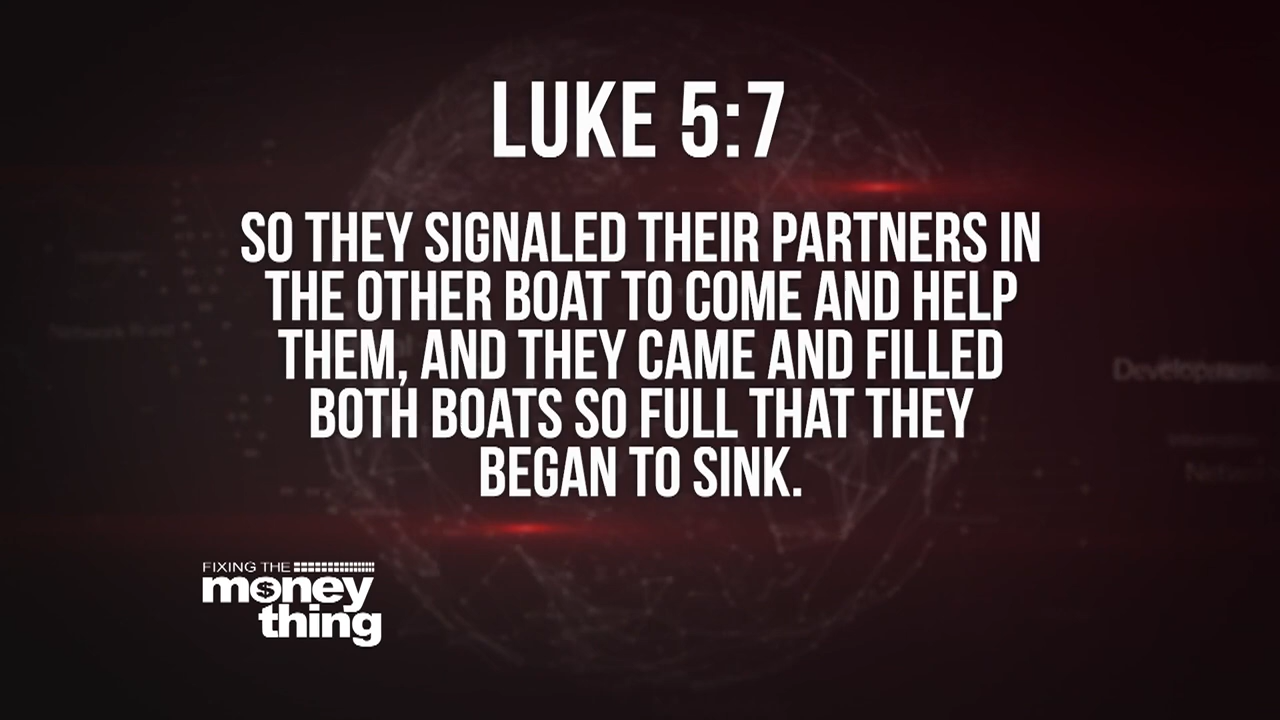 LUKE 5:7
SO THEY SIGNALED THEIR PARTNERS IN
THE OTHER BOAT TO COME AND HELP
THEM, AND THEY CAME AND FILLED
BOTH BOATS SO FULL THAT THEY
BEGAN TO SINK.
Development
FIXING THE
money
thing